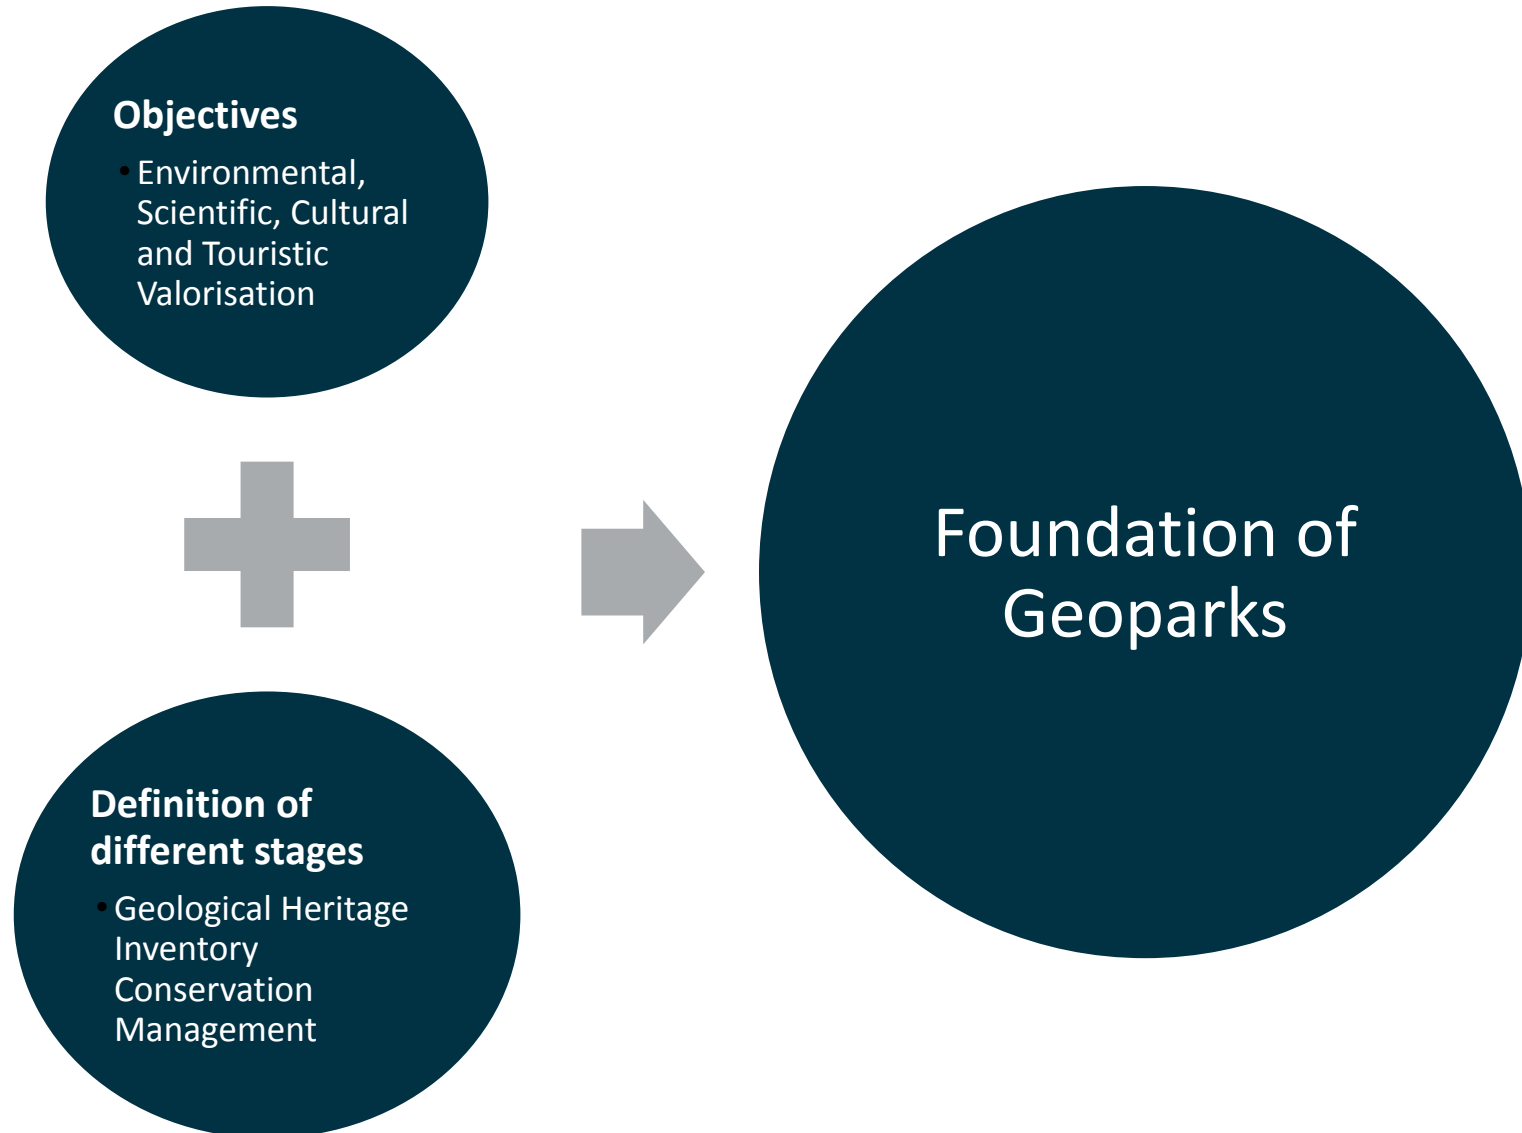 Objectives
• Environmental,
Scientific, Cultural
and Touristic
Valorisation
Definition of
different stages
• Geological Heritage
Inventory
Conservation
Management
Foundation of
Geoparks